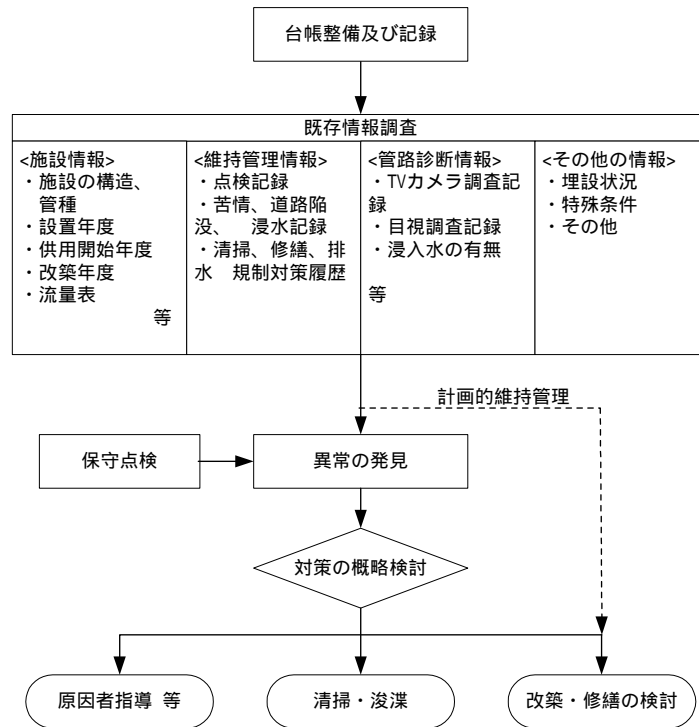 台帳整備及び記録
既存情報調査
<施設情報>
・施設の構造、
管種
・設置年度
・供用開始年度
・改築年度
・流量表
等
<維持管理情報>
・点検記録
・苦情、道路陥
没、 浸水記録
・清掃、修繕、排
水 規制対策履歴
<管路診断情報>
・TVカメラ調査記
録
・目視調査記録
・浸入水の有無
等
<その他の情報>
・埋設状況
・特殊条件
・その他
計画的維持管理
保守点検
異常の発見
対策の概略検討
原因者指導 等
清掃・浚渫
改築・修繕の検討